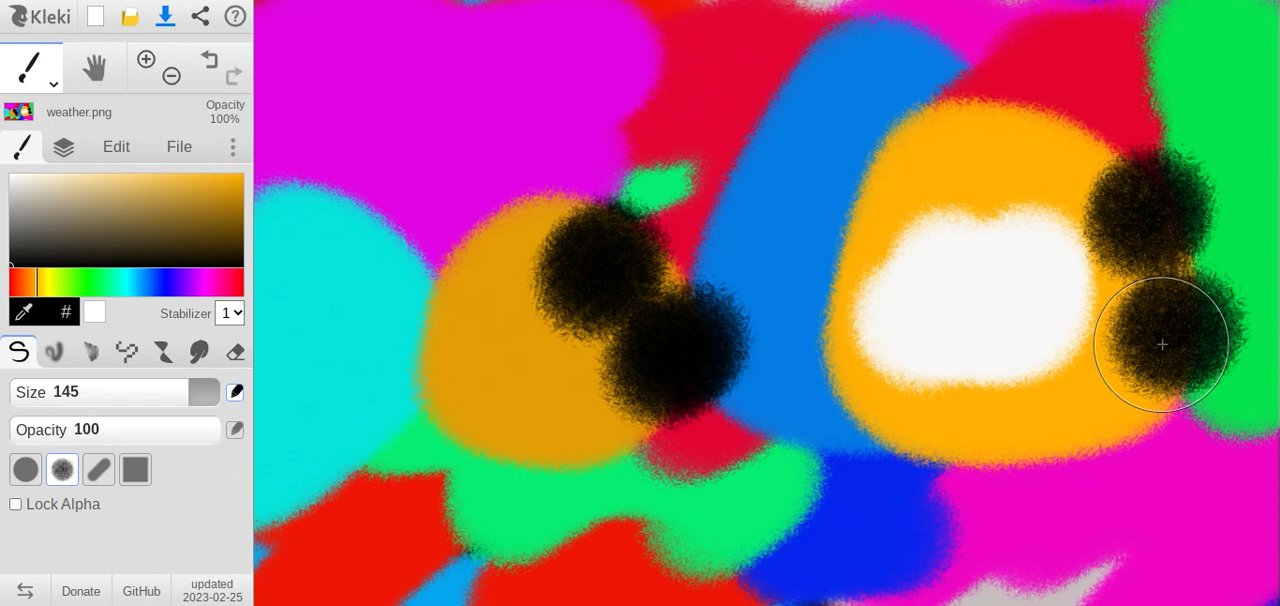 Kleki
weather.png
Opacity
100%
Edit
File
#
Stabilizer 1
Size 145
Opacity 100
Lock Alpha
Donate
GitHub
updated
2023-02-25